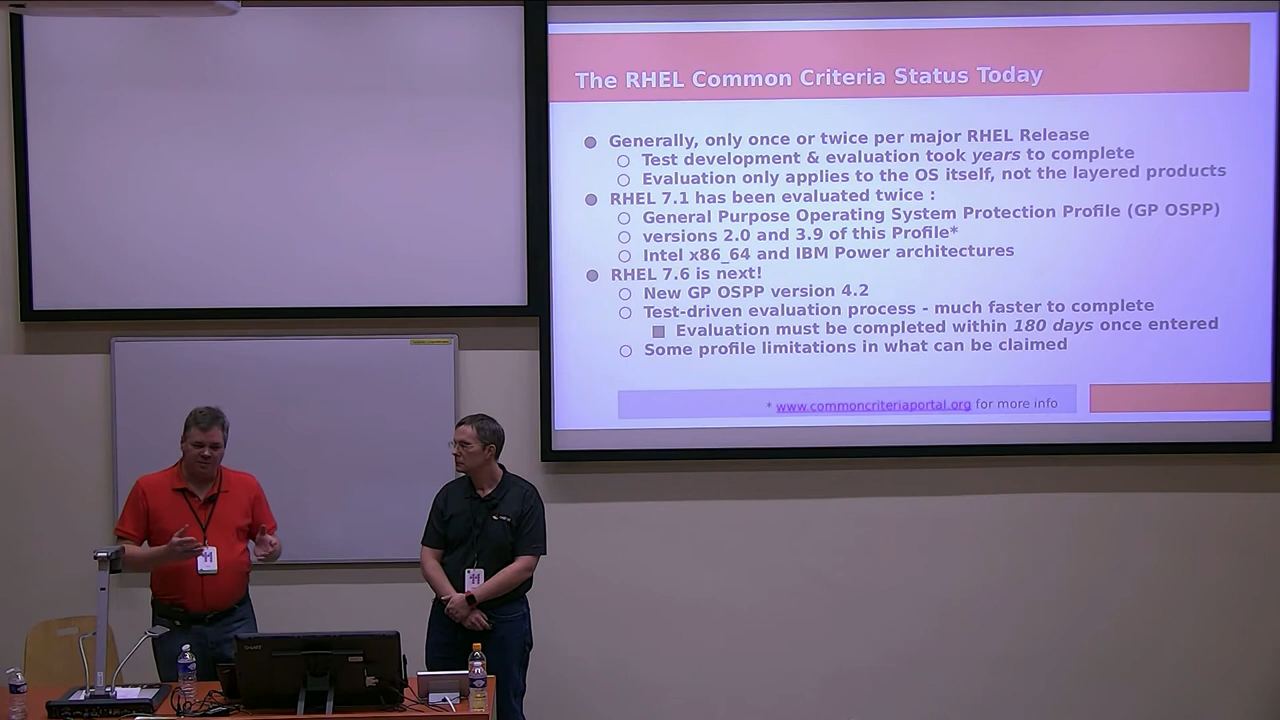 The RHEL Common Criteria Status Today
Generally, only once or twice per major RHEL Release
Test development & evaluation took years to complete
Evaluation only applies to the OS itself, not the layered products
RHEL 7.1 has been evaluated twice :
General Purpose Operating System Protection Profile (GP OSPP)
versions 2.0 and 3.9 of this Profile*
Intel x86_64 and IBM Power architectures
RHEL 7.6 is next!
New GP OSPP version 4.2
Test-driven evaluation process - much faster to complete
Evaluation must be completed within 180 days once entered
Some profile limitations in what can be claimed
* www.commoncriteriaportal.org for more info